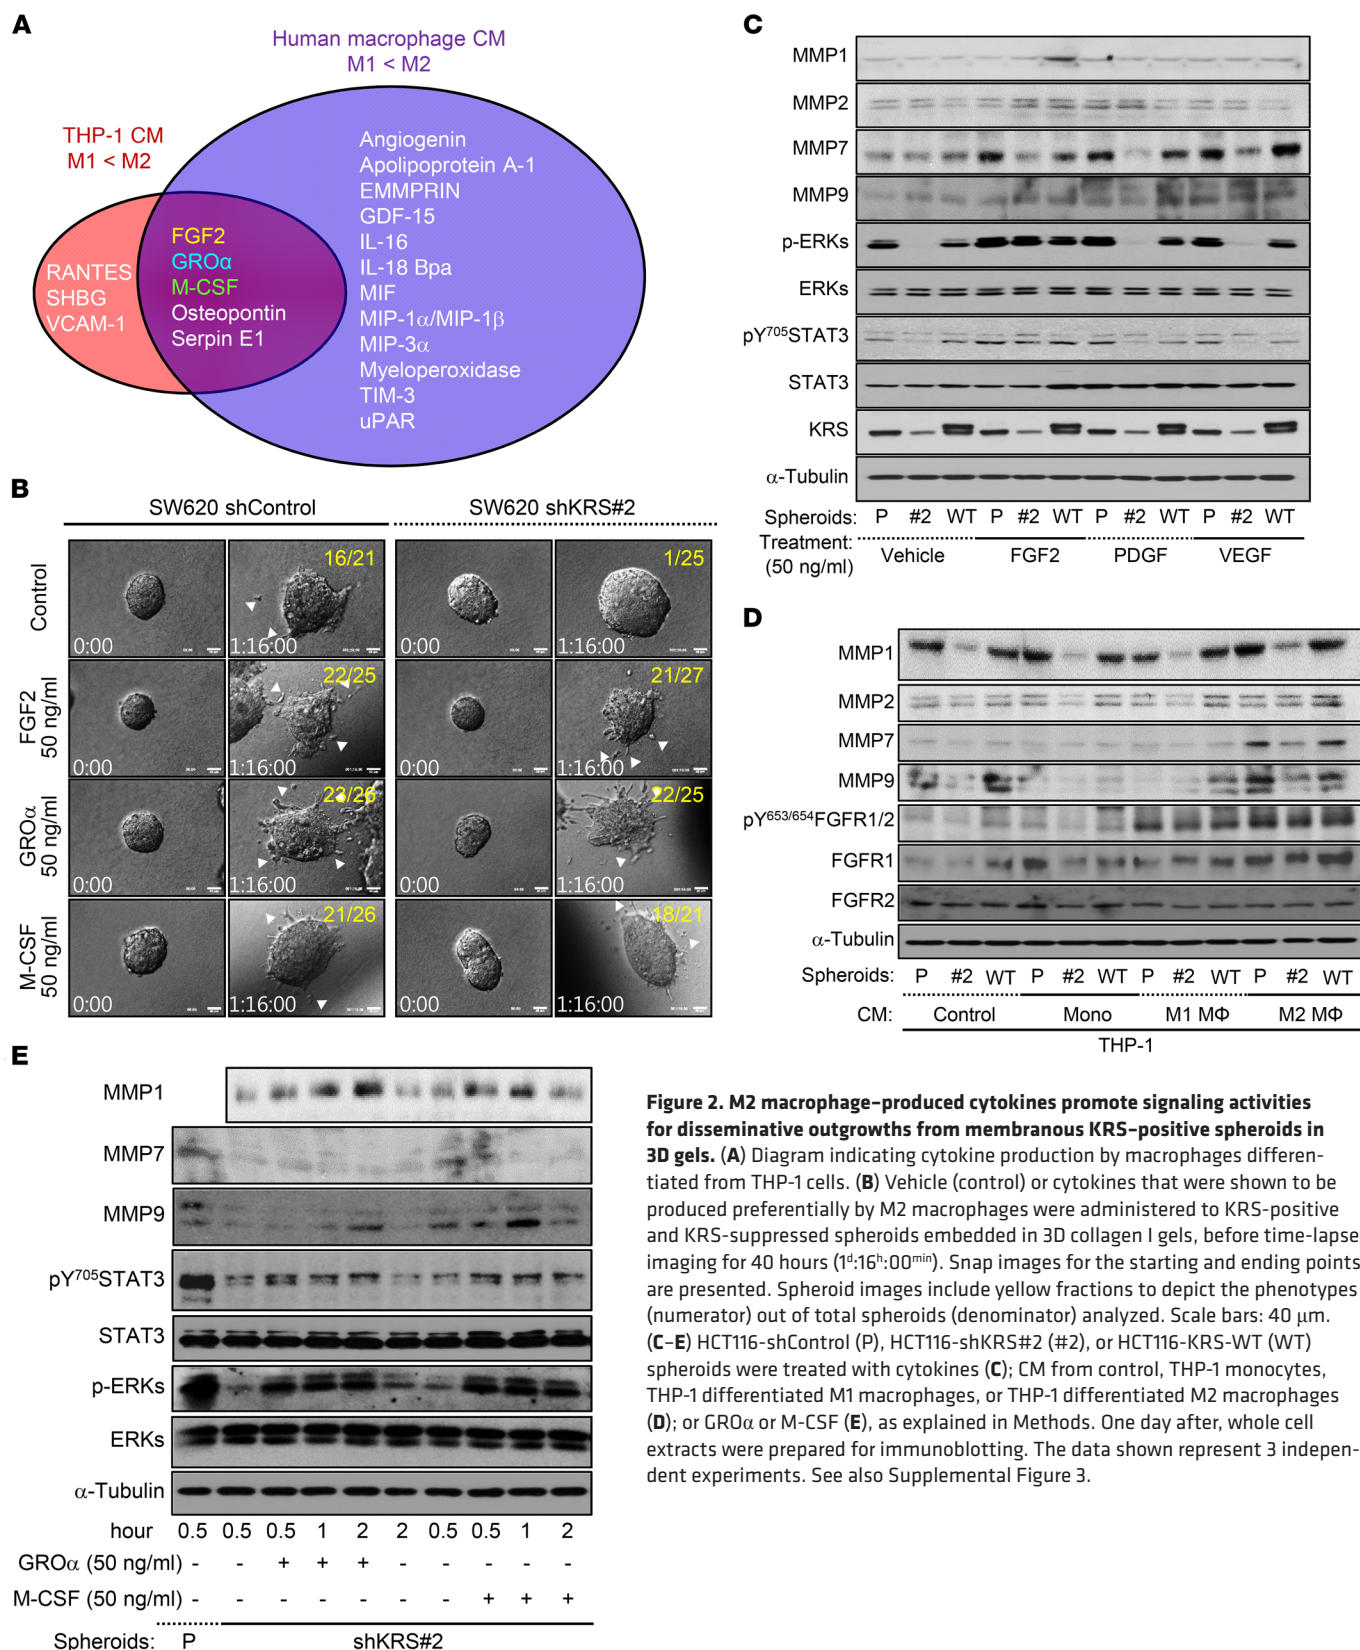 A
Human macrophage CM
M1 < M2
THP-1 CM
M1 < M2
Angiogenin
Apolipoprotein A-1
EMMPRIN
GDF-15
IL-16
IL-18 Bpa
MIF
MIP-1α/MIP-1β
MIP-3α
Myeloperoxidase
TIM-3
uPAR
FGF2
GROα
M-CSF
Osteopontin
Serpin E1
RANTES
SHBG
VCAM-1
B
SW620 shControl
SW620 shKRS#2
Control
0:00
16/21
1:16:00
0:00
1/25
1:16:00
FGF2
50 ng/ml
0:00
22/25
1:16:00
0:00
21/27
1:16:00
GROα
50 ng/ml
0:00
23/26
1:16:00
0:00
22/25
1:16:00
M-CSF
50 ng/ml
0:00
21/26
1:16:00
0:00
18/21
1:16:00
C
MMP1
MMP2
MMP7
MMP9
p-ERKs
ERKs
pY705STAT3
STAT3
KRS
α-Tubulin
Spheroids: P #2 WT P #2 WT P #2 WT P #2 WT
Treatment:
(50 ng/ml)
Vehicle FGF2 PDGF VEGF
D
MMP1
MMP2
MMP7
MMP9
pY653/654FGFR1/2
FGFR1
FGFR2
α-Tubulin
Spheroids: P #2 WT P #2 WT P #2 WT P #2 WT
CM: Control Mono M1 MΦ M2 MΦ
THP-1
E
MMP1
MMP7
MMP9
pY705STAT3
STAT3
p-ERKs
ERKs
α-Tubulin
hour 0.5 0.5 0.5 1 2 2 0.5 0.5 1 2
GROα (50 ng/ml) - - + + + - - - - -
M-CSF (50 ng/ml) - - - - - - - + + +
Spheroids: P shKRS#2
Figure 2. M2 macrophage–produced cytokines promote signaling activities
for disseminative outgrowths from membranous KRS–positive spheroids in
3D gels. (A) Diagram indicating cytokine production by macrophages differen-
tiated from THP-1 cells. (B) Vehicle (control) or cytokines that were shown to be
produced preferentially by M2 macrophages were administered to KRS-positive
and KRS-suppressed spheroids embedded in 3D collagen I gels, before time-lapse
imaging for 40 hours (1d:16h:00min). Snap images for the starting and ending points
are presented. Spheroid images include yellow fractions to depict the phenotypes
(numerator) out of total spheroids (denominator) analyzed. Scale bars: 40 μm.
(C–E) HCT116-shControl (P), HCT116-shKRS#2 (#2), or HCT116-KRS-WT (WT)
spheroids were treated with cytokines (C); CM from control, THP-1 monocytes,
THP-1 differentiated M1 macrophages, or THP-1 differentiated M2 macrophages
(D); or GROα or M-CSF (E), as explained in Methods. One day after, whole cell
extracts were prepared for immunoblotting. The data shown represent 3 indepen-
dent experiments. See also Supplemental Figure 3.